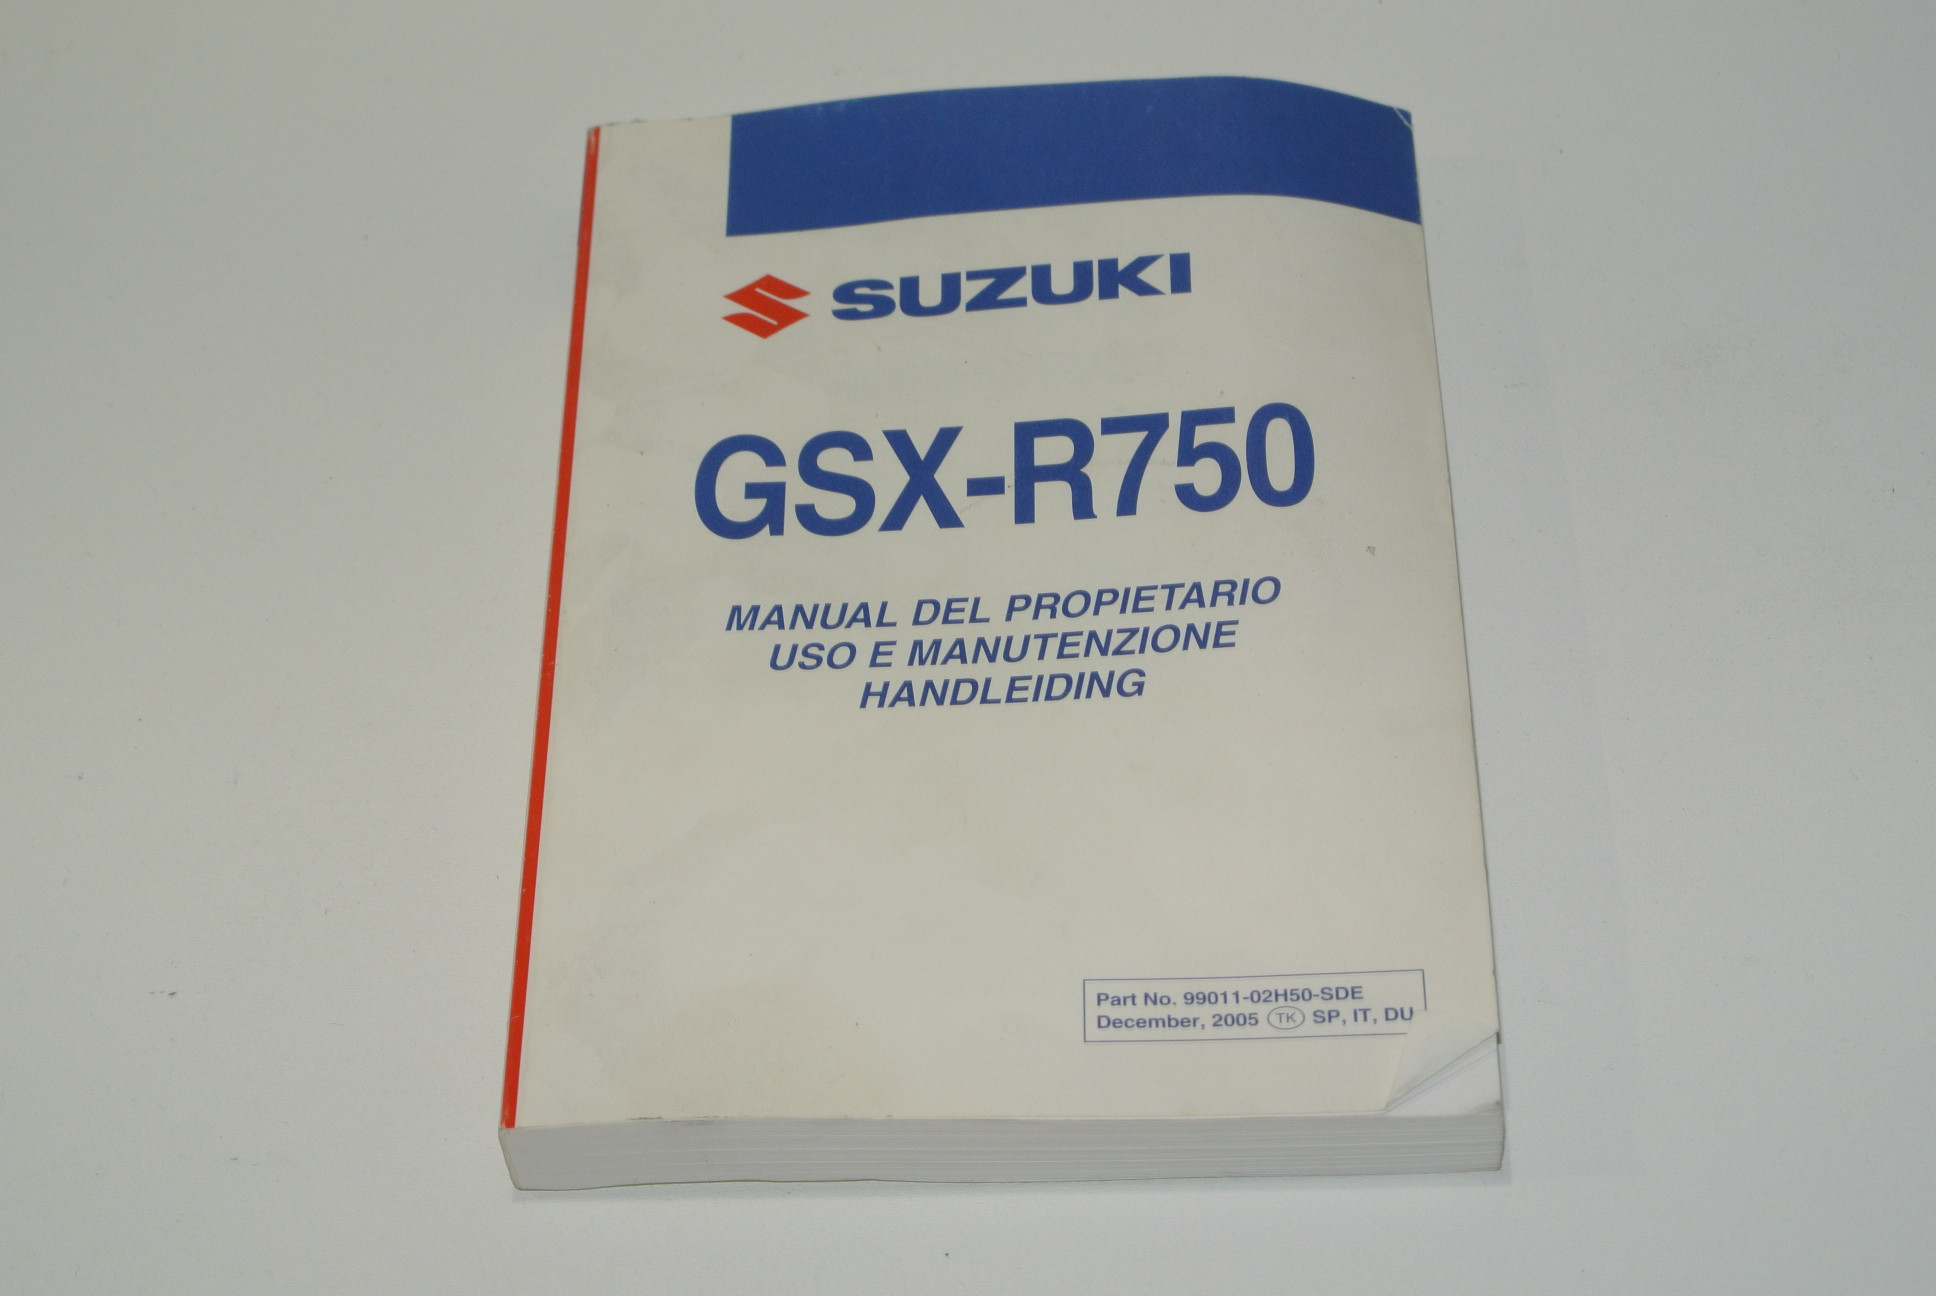 SUZUKI
GSX-R750
MANUAL DEL PROPIETARIO
USO E MANUTENZIONE
HANDLEIDING
Part No. 99011-02H50-SDE
December, 2005 TK SP, IT, DU